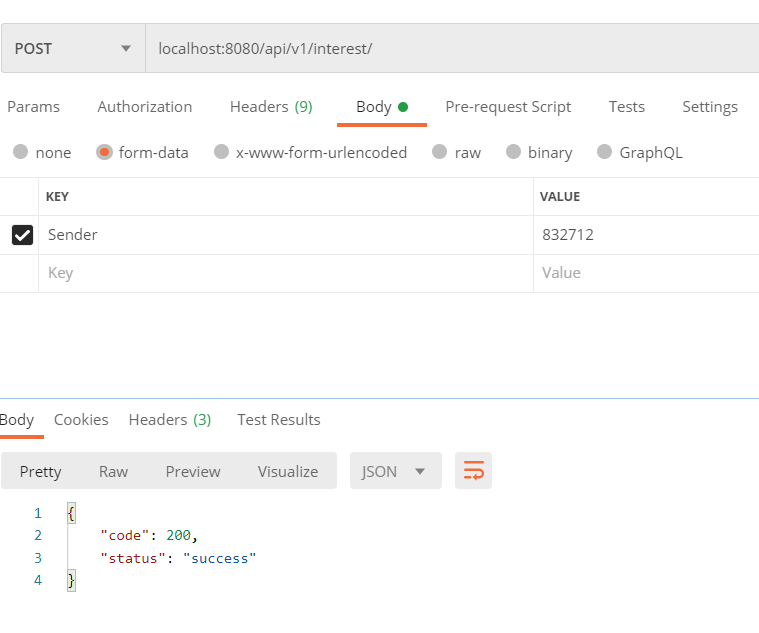 POST localhost:8080/api/v1/interest/
Params Authorization Headers (9) Body Pre-request Script Tests Settings
none form-data x-www-form-urlencoded raw binary GraphQL
KEY VALUE
Sender 832712
Key Value
Body Cookies Headers (3) Test Results
Pretty Raw Preview Visualize JSON
1 {
2 "code": 200,
3 "status": "success"
4 }